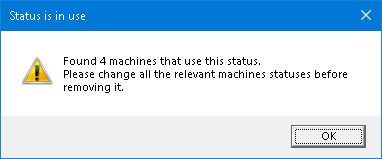 Status is in use
Found 4 machines that use this status.
Please change all the relevant machines statuses before
removing it.
OK